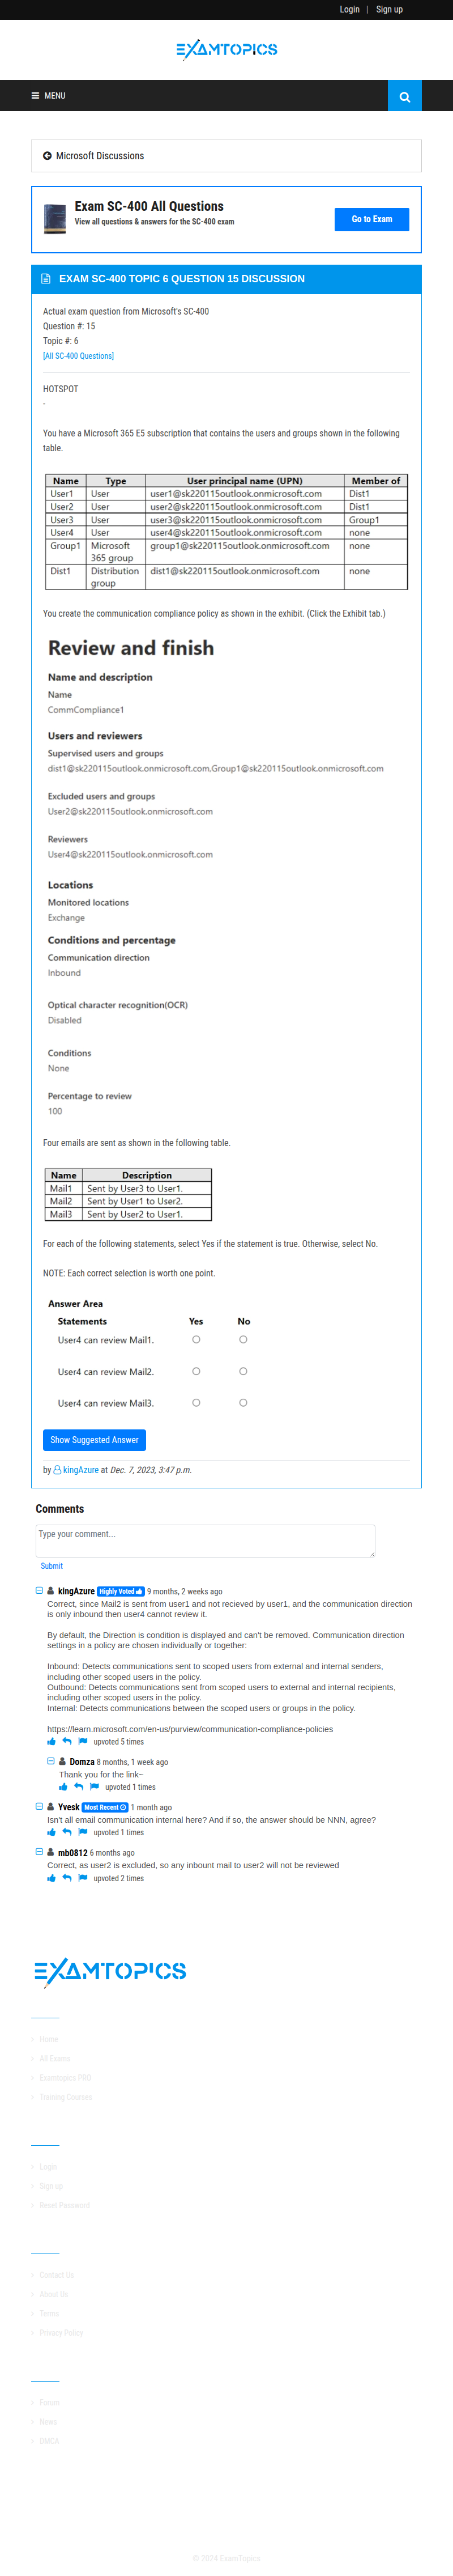 Login | Sign up
EXAMTOPICS
MENU
Microsoft Discussions
Exam SC-400 All Questions
View all questions & answers for the SC-400 exam
Go to Exam
EXAM SC-400 TOPIC 6 QUESTION 15 DISCUSSION
Actual exam question from Microsoft's SC-400
Question #: 15
Topic #: 6
[All SC-400 Questions]
HOTSPOT
-
You have a Microsoft 365 E5 subscription that contains the users and groups shown in the following
table.
Name Type User principal name (UPN) Member of
User1 User user1@sk220115outlook.onmicrosoft.com Dist1
User2 User user2@sk220115outlook.onmicrosoft.com Dist1
User3 User user3@sk220115outlook.onmicrosoft.com Group1
User4 User user4@sk220115outlook.onmicrosoft.com none
Group1 Microsoft group1@sk220115outlook.onmicrosoft.com none
365 group
Dist1 Distribution dist1@sk220115outlook.onmicrosoft.com none
group
You create the communication compliance policy as shown in the exhibit. (Click the Exhibit tab.)
Review and finish
Name and description
Name
CommCompliance1
Users and reviewers
Supervised users and groups
dist1@sk220115outlook.onmicrosoft.com,Group1@sk220115outlook.onmicrosoft.com
Excluded users and groups
User2@sk220115outlook.onmicrosoft.com
Reviewers
User4@sk220115outlook.onmicrosoft.com
Locations
Monitored locations
Exchange
Conditions and percentage
Communication direction
Inbound
Optical character recognition(OCR)
Disabled
Conditions
None
Percentage to review
100
Four emails are sent as shown in the following table.
Name Description
Mail1 Sent by User3 to User1.
Mail2 Sent by User1 to User2.
Mail3 Sent by User2 to User1.
For each of the following statements, select Yes if the statement is true. Otherwise, select No.
NOTE: Each correct selection is worth one point.
Answer Area
Statements Yes No
User4 can review Mail1.
User4 can review Mail2.
User4 can review Mail3.
Show Suggested Answer
by kingAzure at Dec. 7, 2023, 3:47 p.m.
Comments
Type your comment...
Submit
kingAzure Highly Voted 9 months, 2 weeks ago
Correct, since Mail2 is sent from user1 and not recieved by user1, and the communication direction
is only inbound then user4 cannot review it.
By default, the Direction is condition is displayed and can't be removed. Communication direction
settings in a policy are chosen individually or together:
Inbound: Detects communications sent to scoped users from external and internal senders,
including other scoped users in the policy.
Outbound: Detects communications sent from scoped users to external and internal recipients,
including other scoped users in the policy.
Internal: Detects communications between the scoped users or groups in the policy.
https://learn.microsoft.com/en-us/purview/communication-compliance-policies
upvoted 5 times
Domza 8 months, 1 week ago
Thank you for the link~
upvoted 1 times
Yvesk Most Recent 1 month ago
Isn't all email communication internal here? And if so, the answer should be NNN, agree?
upvoted 1 times
mb0812 6 months ago
Correct, as user2 is excluded, so any inbount mail to user2 will not be reviewed
upvoted 2 times
EXAMTOPICS
Home
All Exams
Examtopics PRO
Training Courses
Login
Sign up
Reset Password
Contact Us
About Us
Terms
Privacy Policy
Forum
News
DMCA
© 2024 ExamTopics